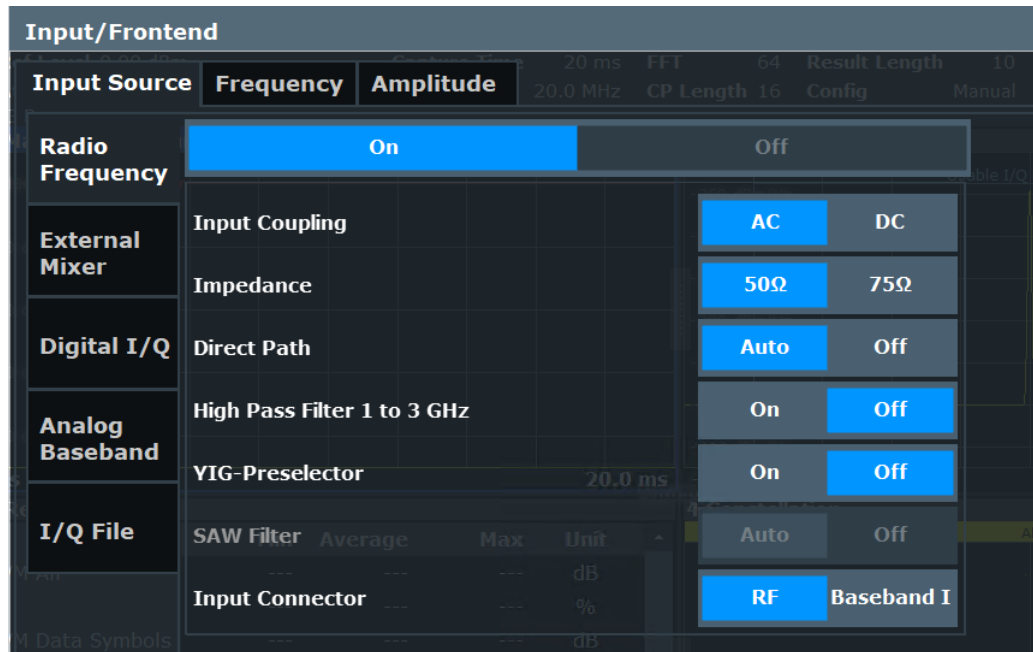 Input/Frontend
Capture Time 20 ms FFT 64 Result Length 10
20.0 MHz CP Length 16 Config Manual
Input Source Frequency Amplitude
Radio
Frequency
On Off
External
Mixer
Digital I/Q
Analog
Baseband
I/Q File
Input Coupling AC DC
Impedance 50Ω 75Ω
Direct Path Auto Off
High Pass Filter 1 to 3 GHz On Off
YIG-Preselector On Off
20.0 ms
SAW Filter Auto Off
Average Max Unit
--- --- --- dB
Input Connector RF Baseband I
--- --- --- %
M Data Symbols --- --- --- dB